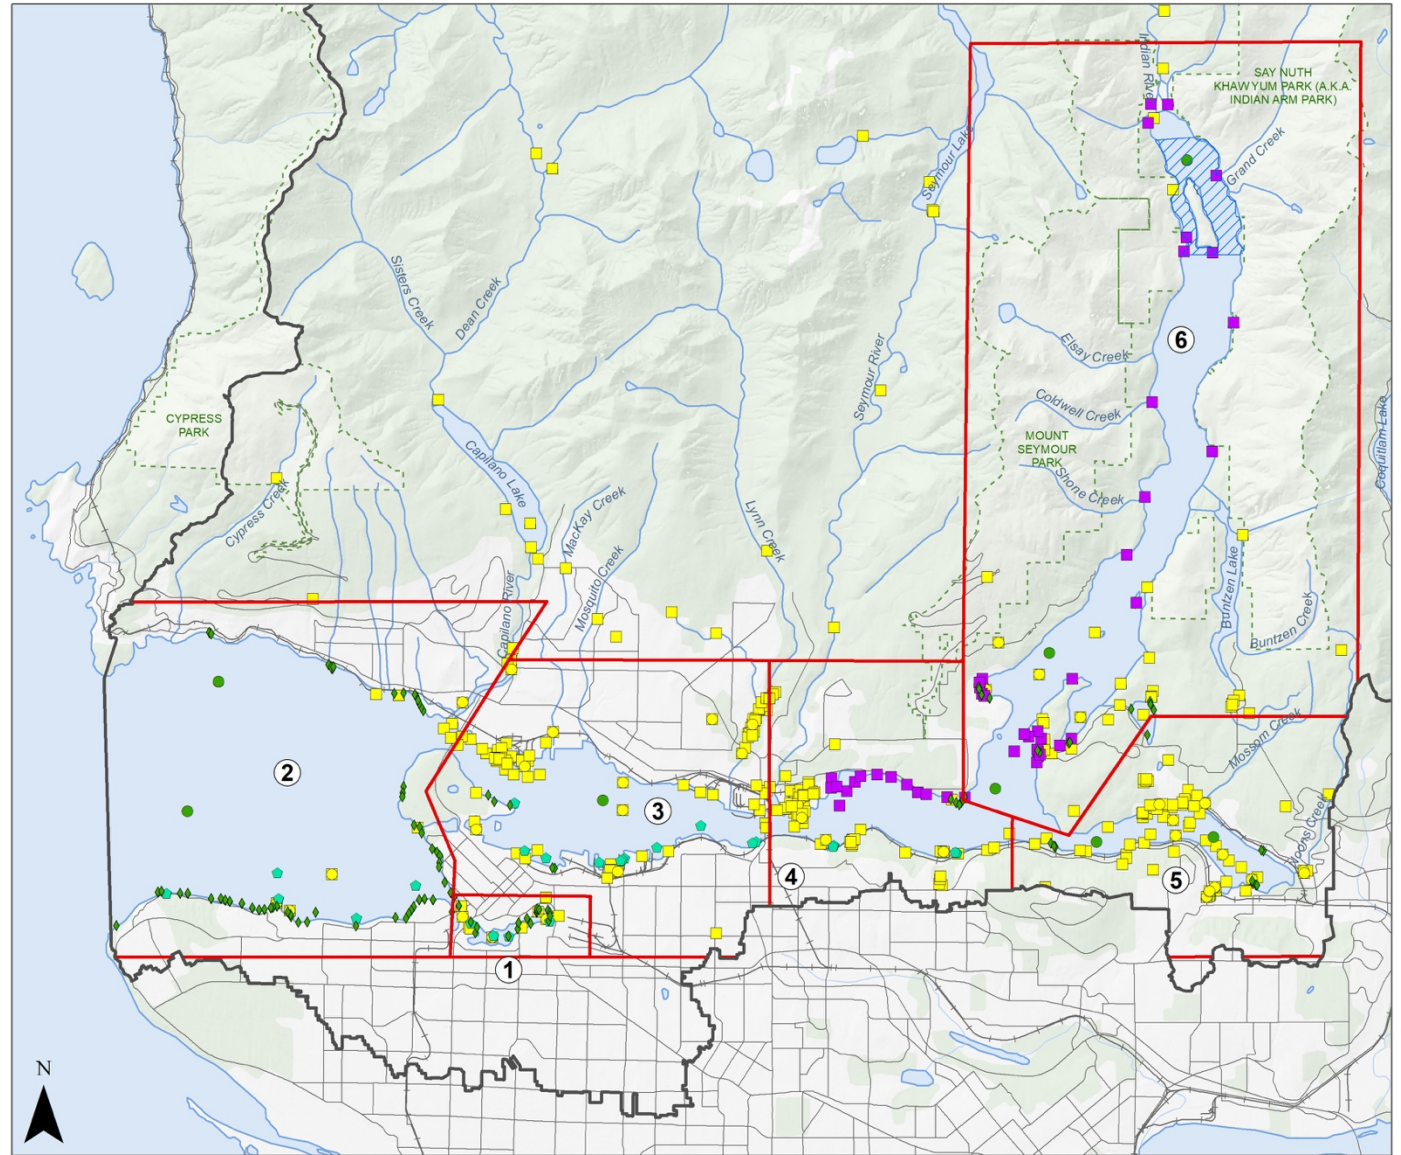 Indian River
SAY NUTH
KHAW YUM PARK (A.K.A.
INDIAN ARM PARK)
Grand Creek
Seymour Lake
Sisters Creek
Dean Creek
6
Elsay Creek
Seymour River
Coldwell Creek
CYPRESS
PARK
MOUNT
SEYMOUR
PARK
Coquitlam Lake
Capilano Lake
Shone Creek
Cypress Creek
MacKay Creek
Lynn Creek
Mosquito Creek
Buntzen Lake
Capilano River
Buntzen Creek
Mossom Creek
2
3
Noons Creek
4
5
1
N